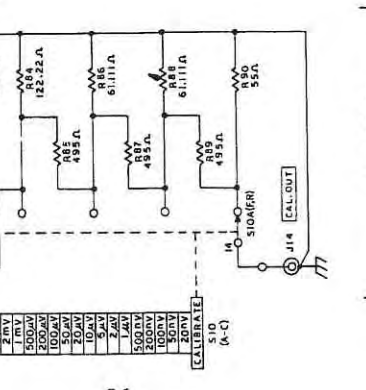 R84
122.22Ω
R86
61.111Ω
R88
61.111Ω
R90
55Ω
R85
495Ω
R87
495Ω
R89
495Ω
S10A(F,R)
14
CAL. OUT
J14
2mV
1mV
500µV
200µV
100µV
50µV
20µV
10µV
5µV
2µV
1µV
500nV
200nV
100nV
50nV
20nV
CALIBRATE
S10
(A-C)